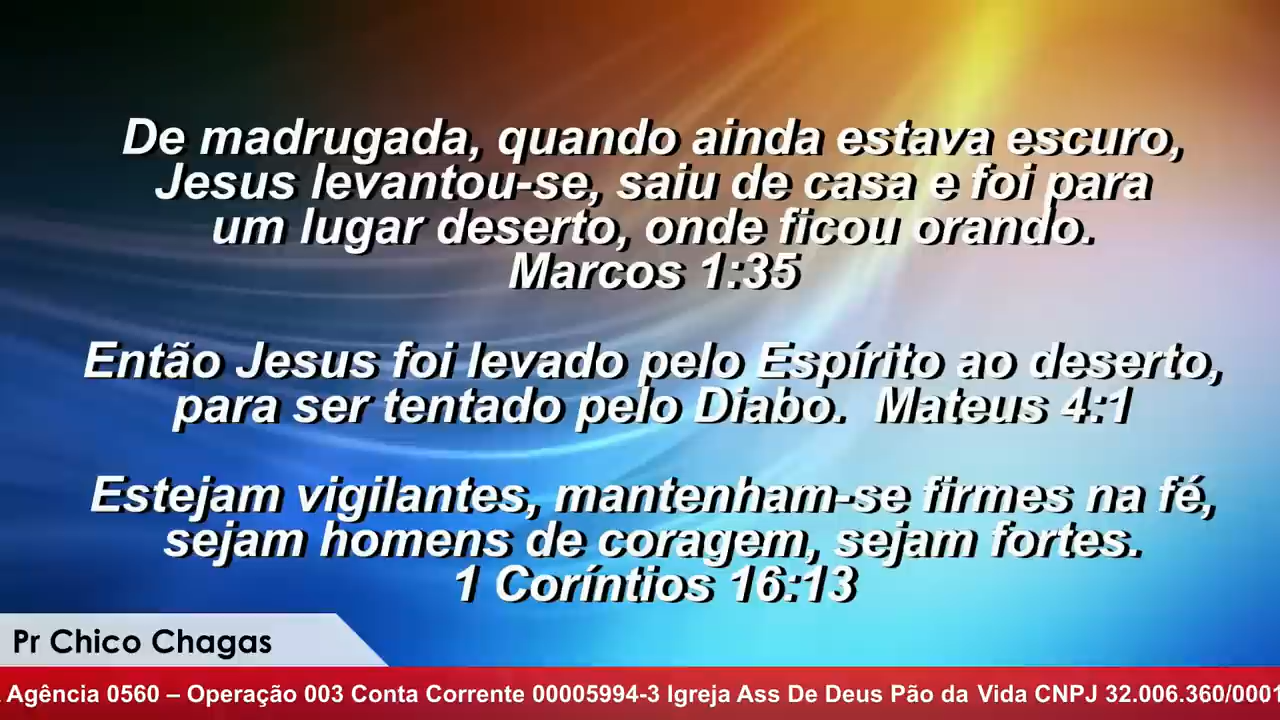 De madrugada, quando ainda estava escuro,
Jesus levantou-se, saiu de casa e foi para
um lugar deserto, onde ficou orando.
Marcos 1:35
Então Jesus foi levado pelo Espírito ao deserto,
para ser tentado pelo Diabo. Mateus 4:1
Estejam vigilantes, mantenham-se firmes na fé,
sejam homens de coragem, sejam fortes.
1 Coríntios 16:13
Pr Chico Chagas
Agência 0560 – Operação 003 Conta Corrente 00005994-3 Igreja Ass De Deus Pão da Vida CNPJ 32.006.360/0001